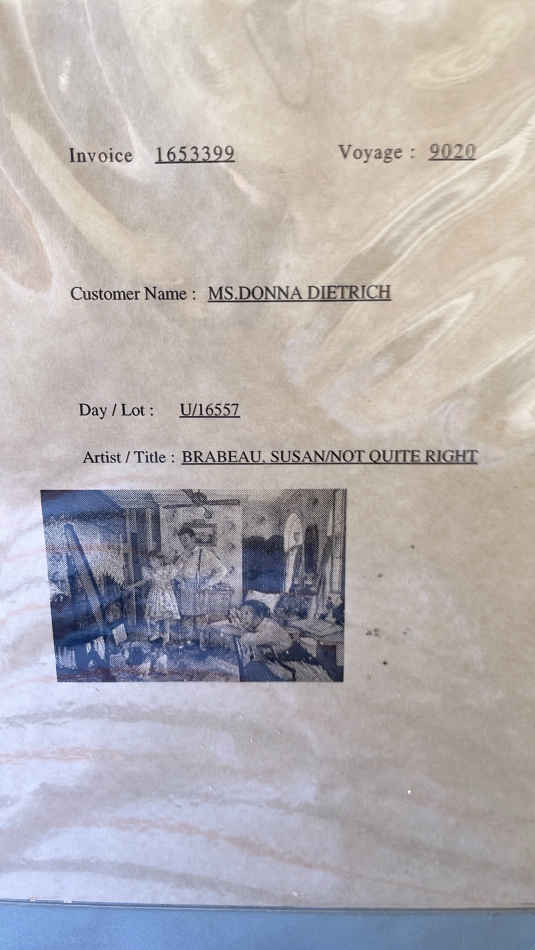 Invoice 1653399 Voyage : 9020
Customer Name : MS.DONNA DIETRICH
Day / Lot : U/16557
Artist / Title : BRABEAU, SUSAN/NOT QUITE RIGHT